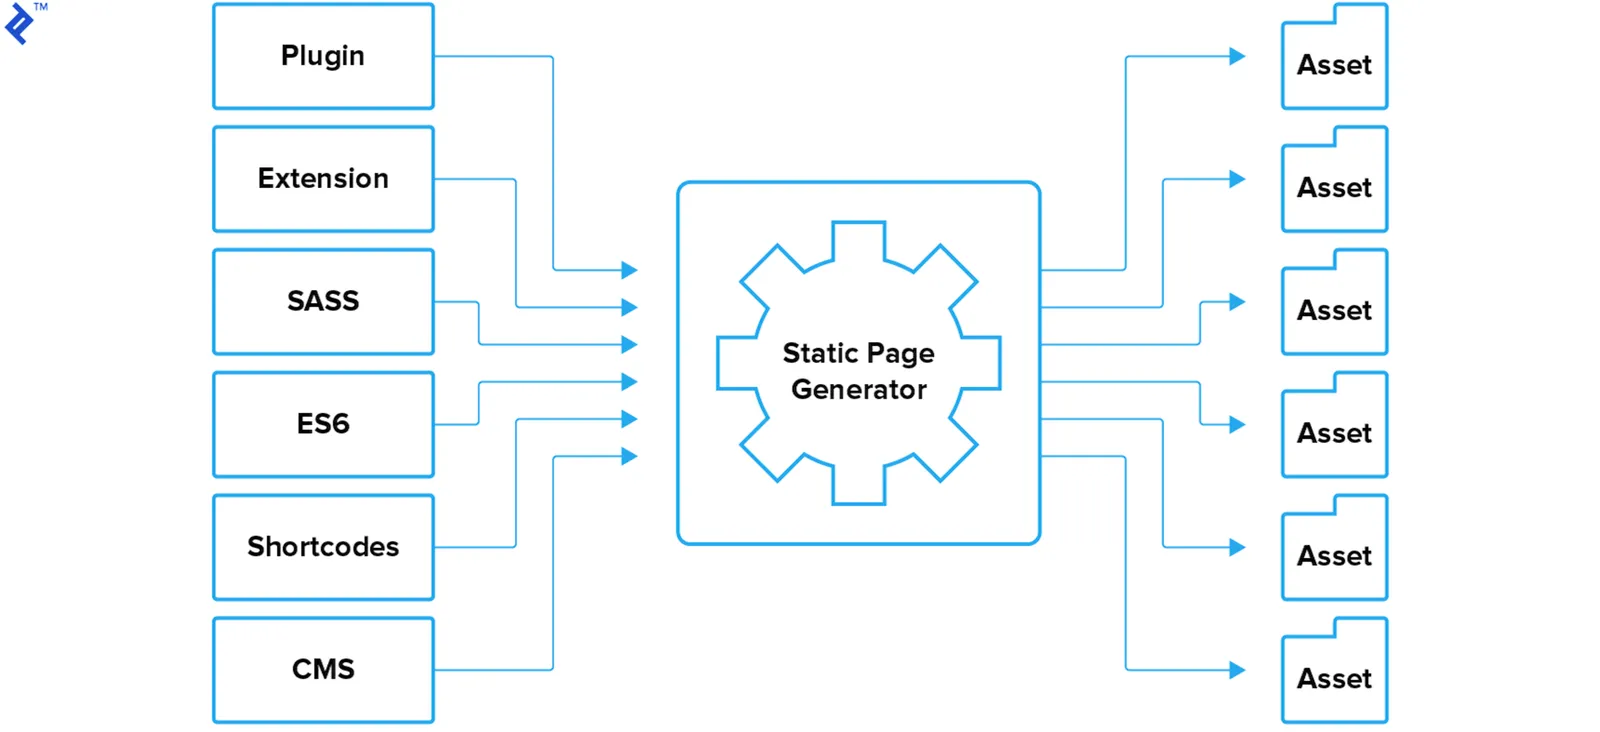 TM
Plugin
Extension
SASS
ES6
Shortcodes
CMS
Static Page
Generator
Asset
Asset
Asset
Asset
Asset
Asset